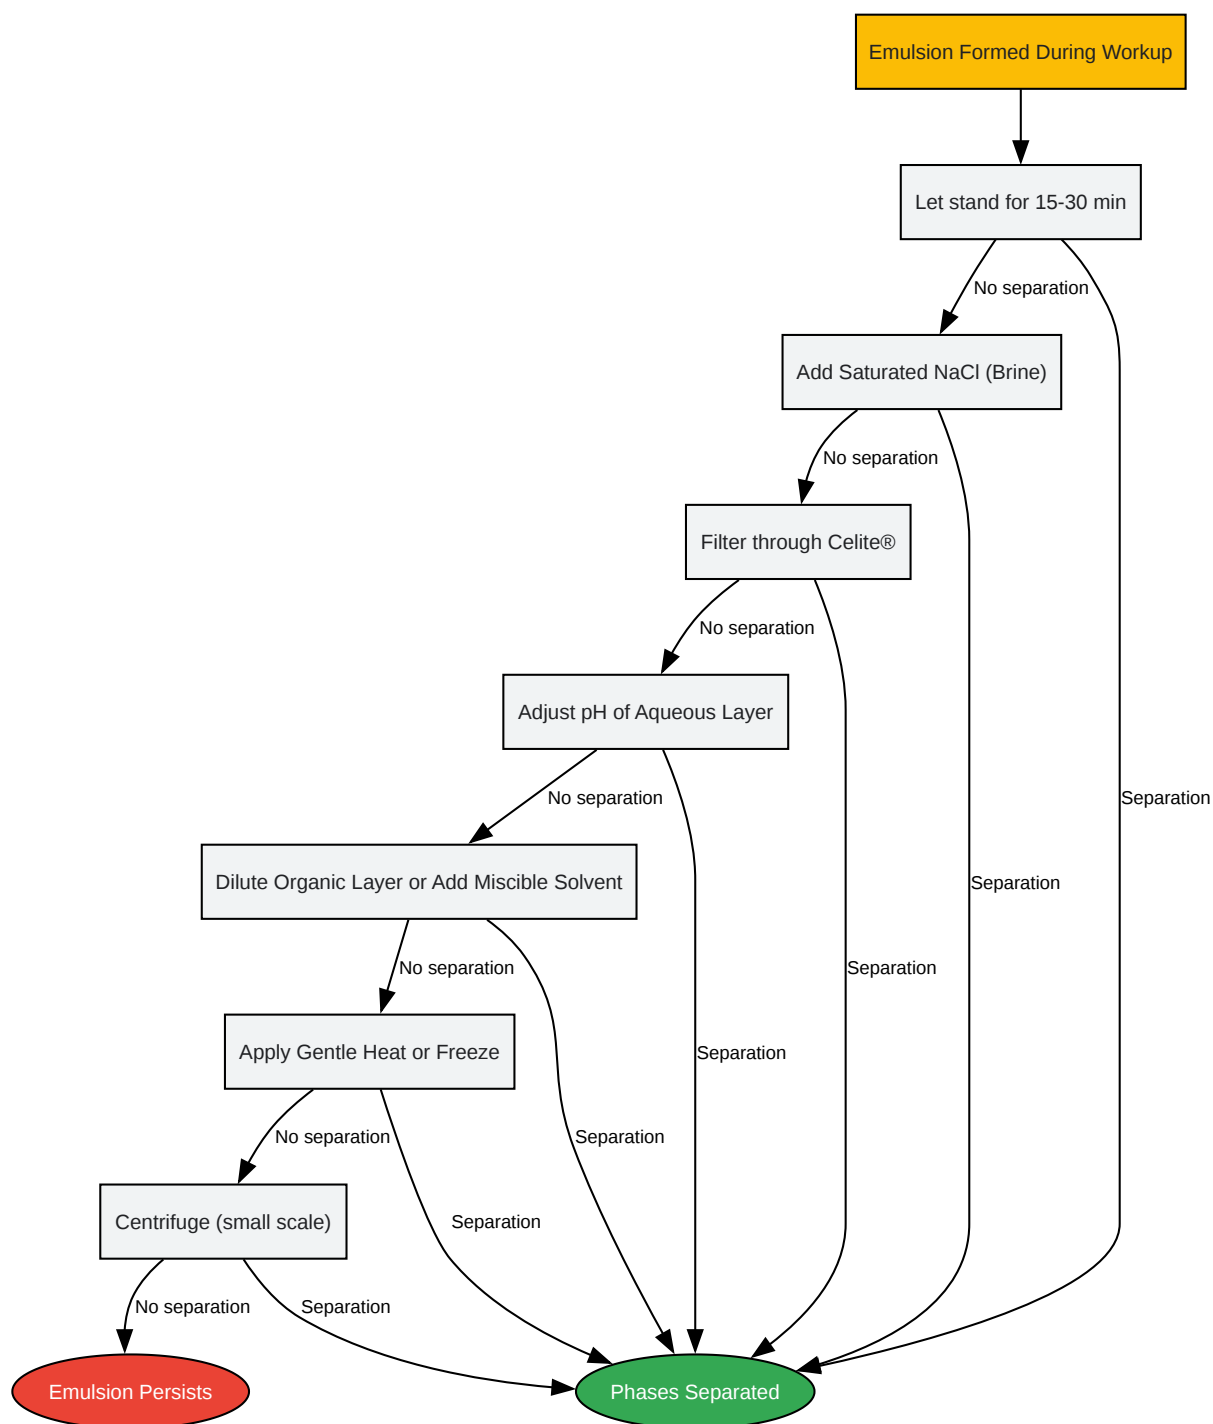 Emulsion Formed During Workup
Let stand for 15-30 min
No separation
Add Saturated NaCl (Brine)
No separation
Filter through Celite®
No separation
Adjust pH of Aqueous Layer
No separation
Separation
Dilute Organic Layer or Add Miscible Solvent
Separation
No separation
Separation
Apply Gentle Heat or Freeze
Separation
No separation
Separation
Centrifuge (small scale)
Separation
No separation
Separation
Emulsion Persists
Phases Separated